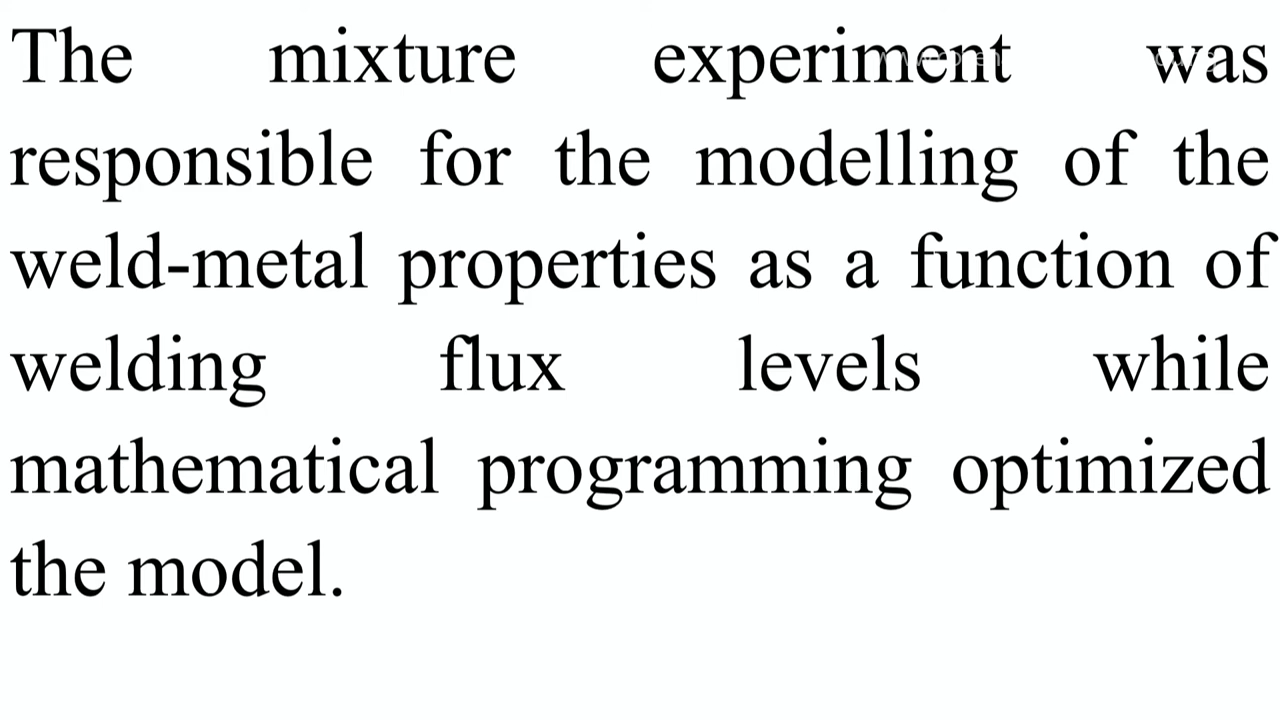 The mixture experiment was
responsible for the modelling of the
weld-metal properties as a function of
welding flux levels while
mathematical programming optimized
the model.